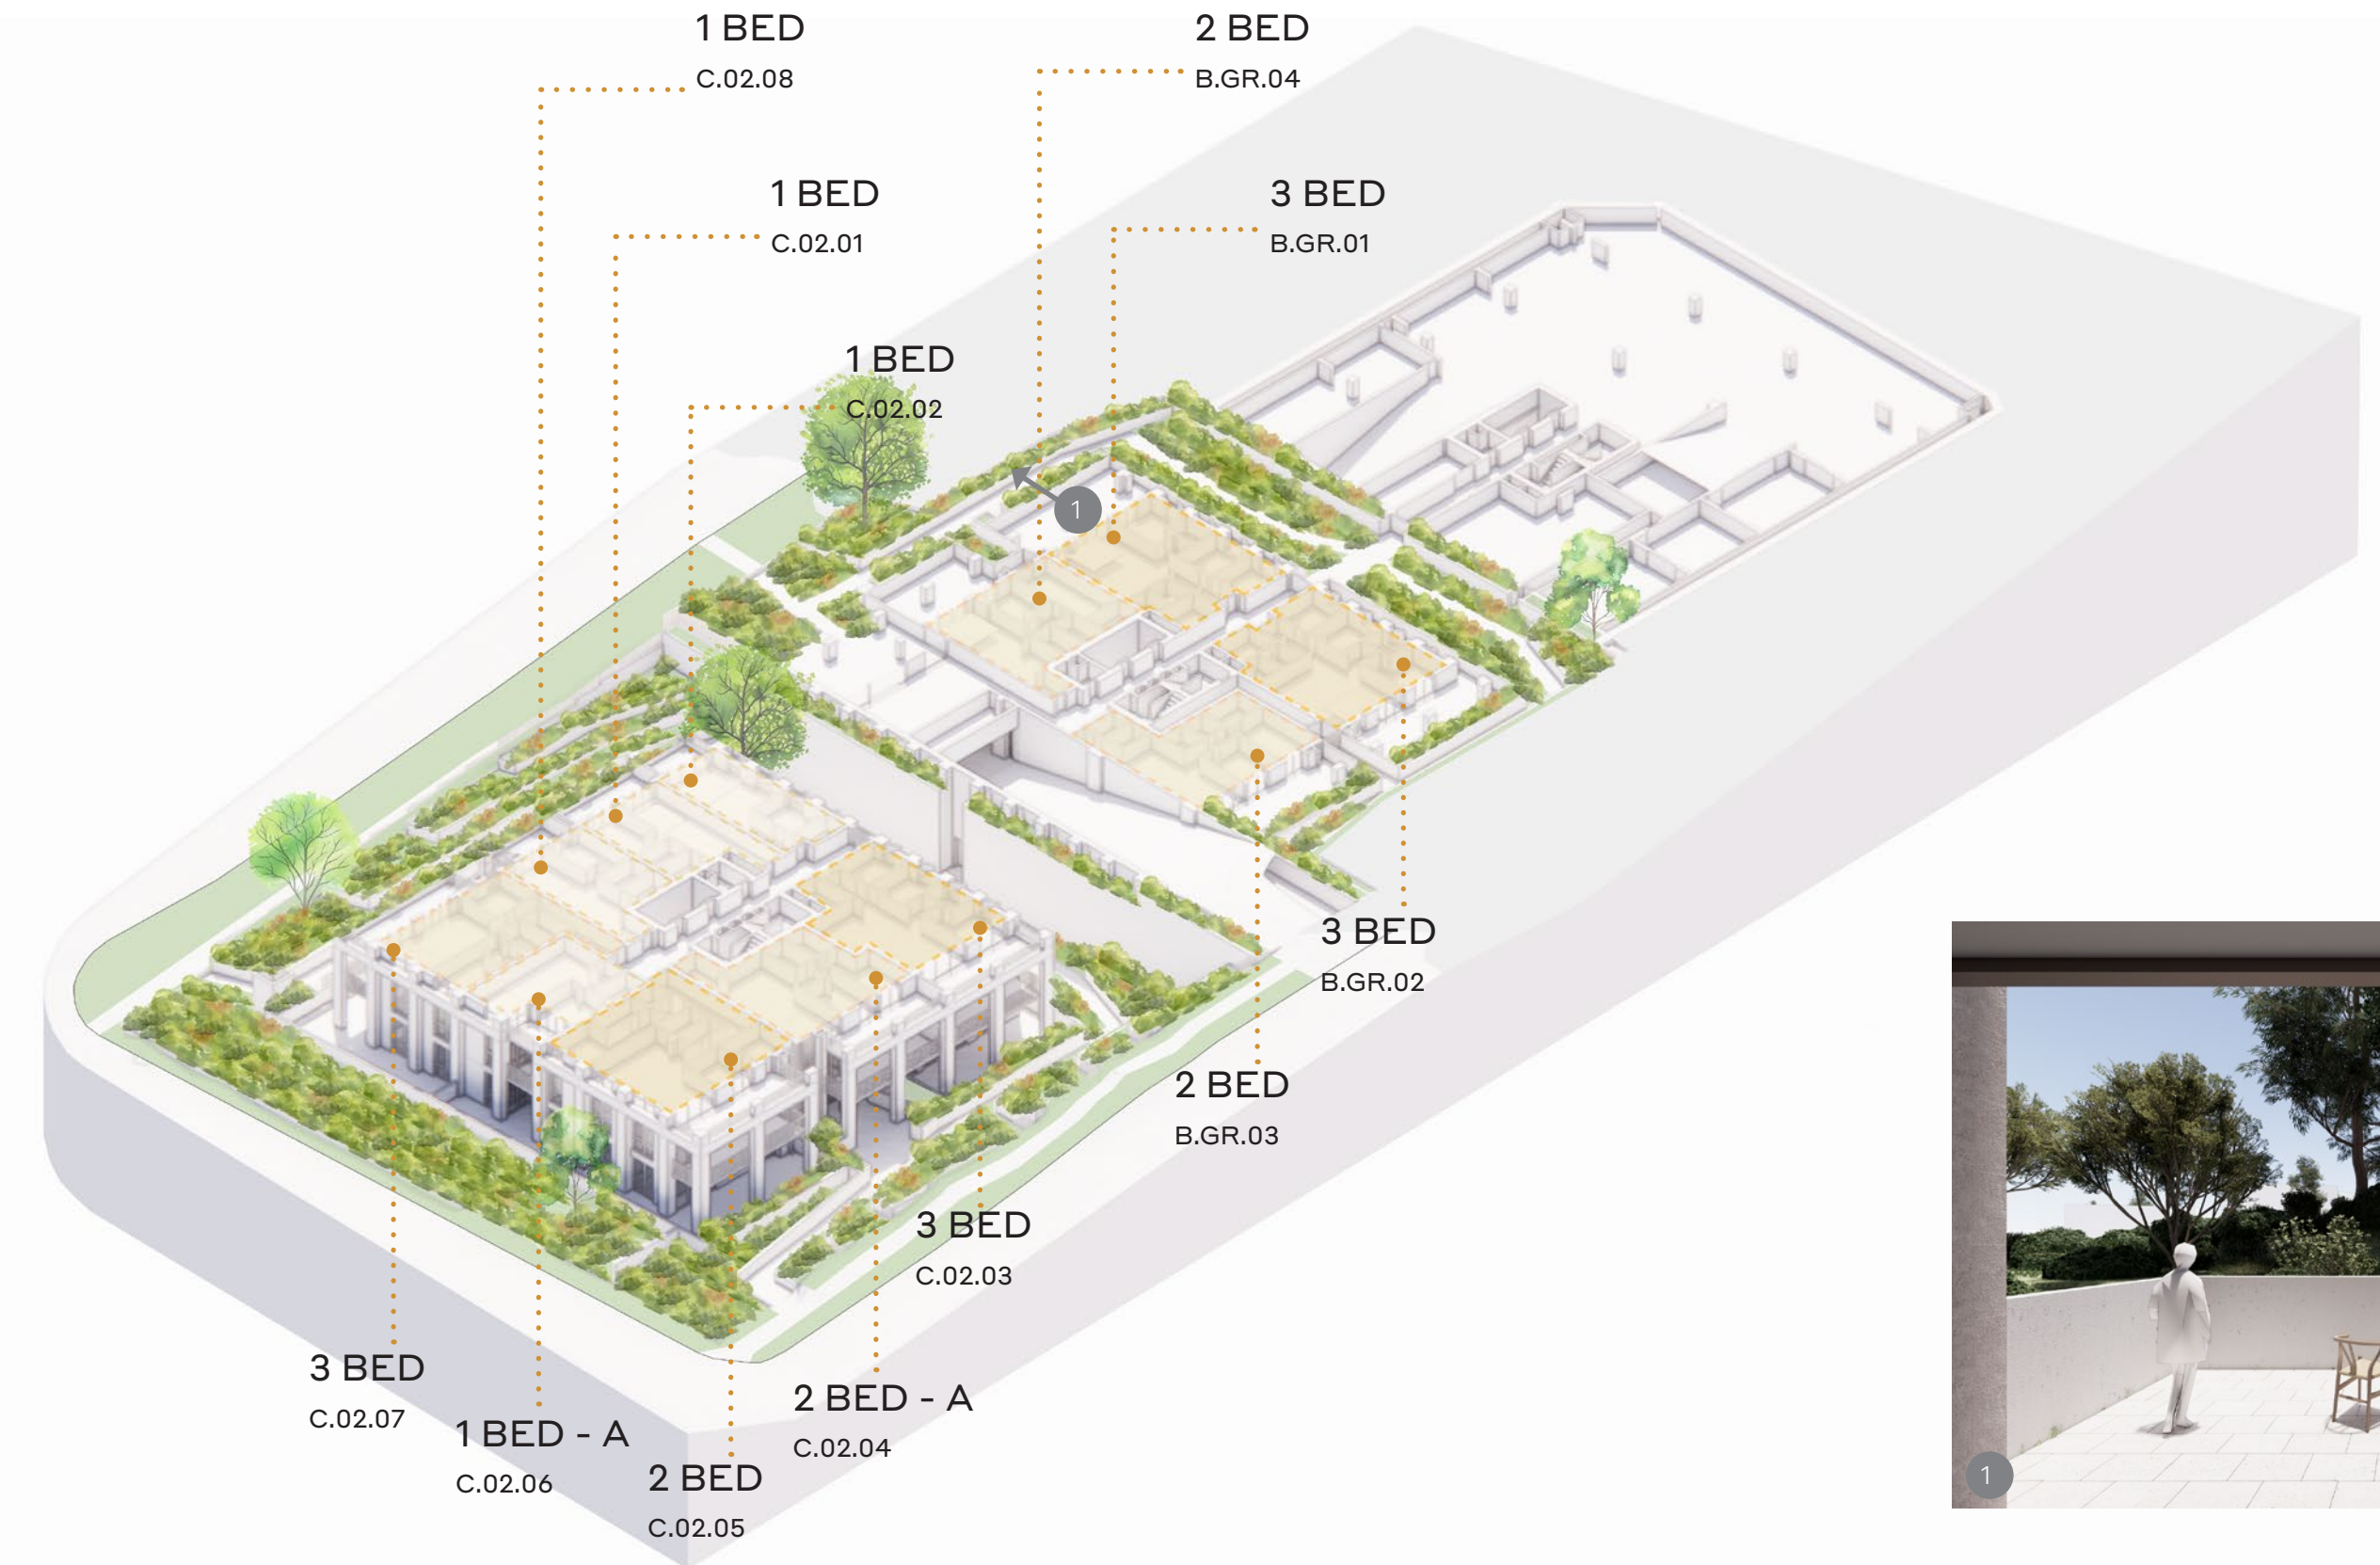 1 BED
C.02.08
2 BED
B.GR.04
1 BED
C.02.01
3 BED
B.GR.01
1 BED
C.02.02
1
3 BED
B.GR.02
2 BED
B.GR.03
3 BED
C.02.03
3 BED
C.02.07
1 BED - A
C.02.06
2 BED - A
C.02.04
2 BED
C.02.05
1